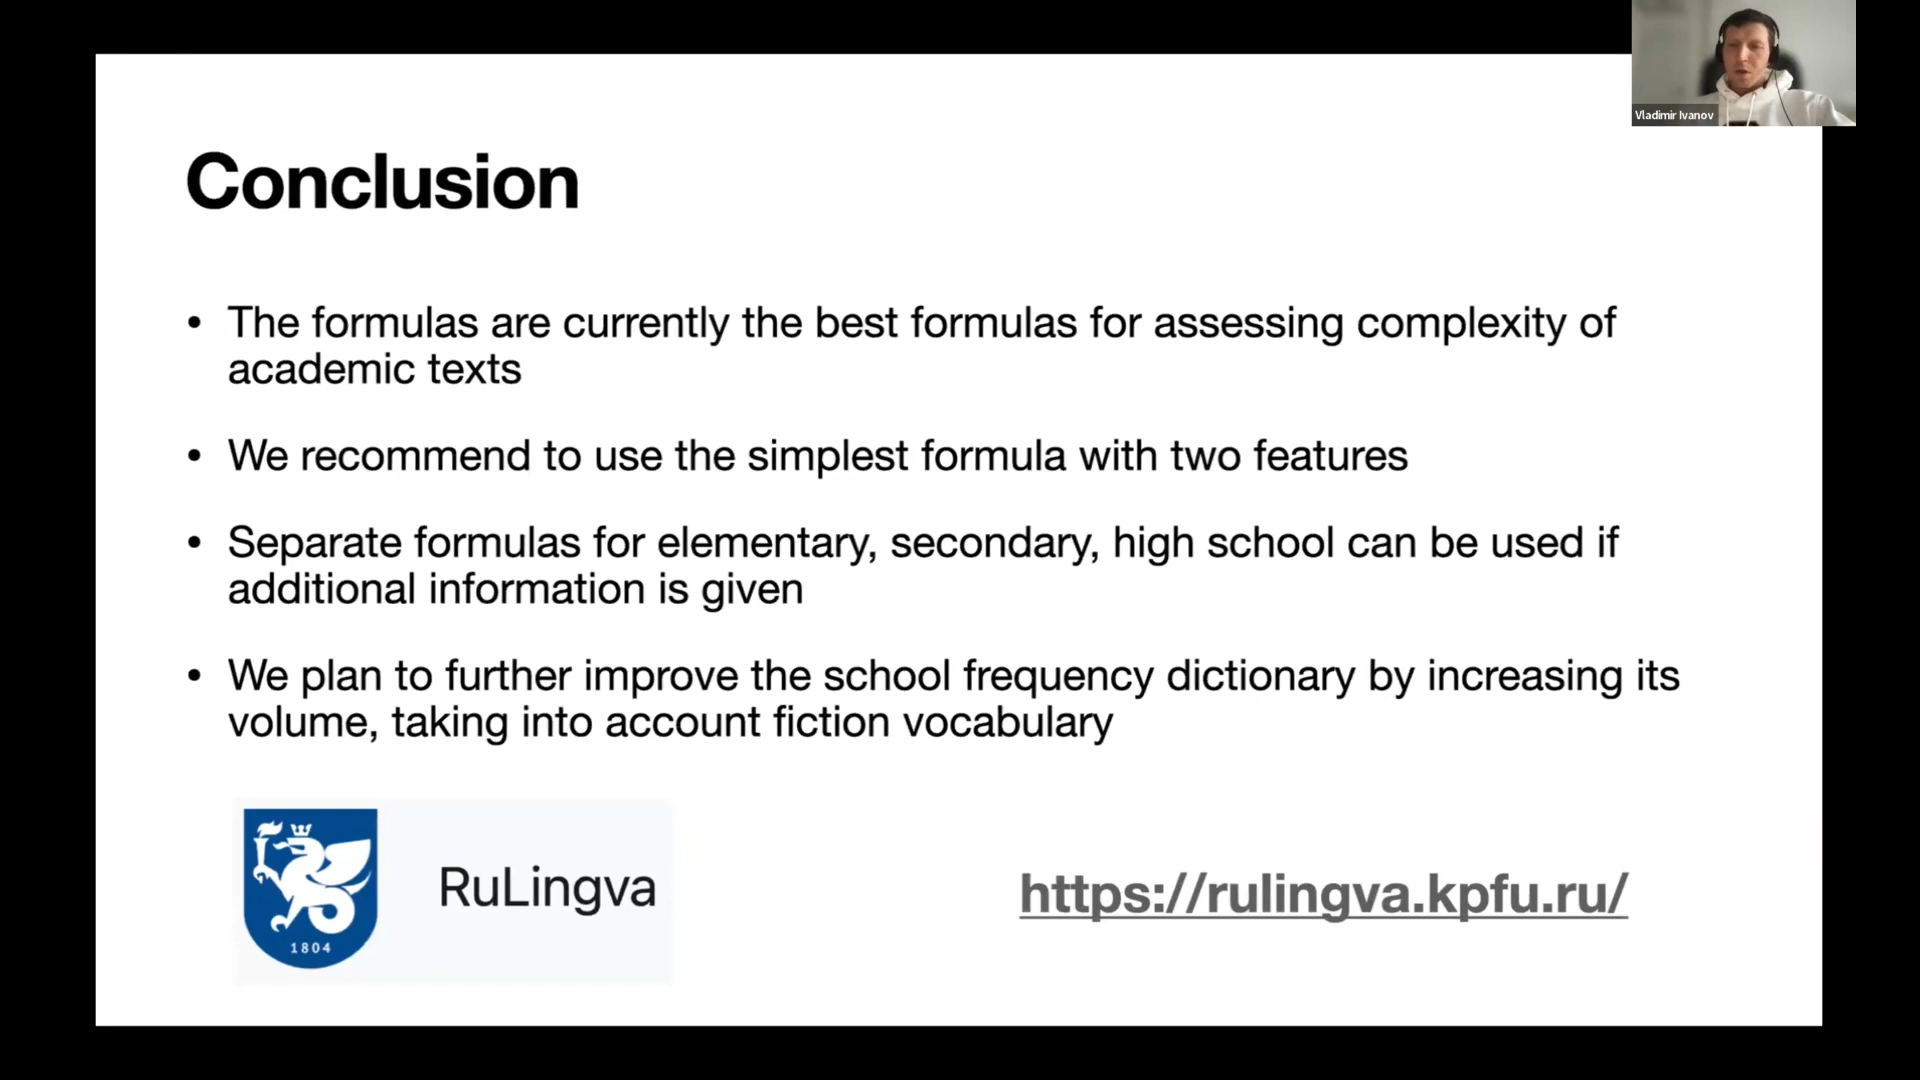 Vladimir Ivanov
Conclusion
• The formulas are currently the best formulas for assessing complexity of
academic texts
• We recommend to use the simplest formula with two features
• Separate formulas for elementary, secondary, high school can be used if
additional information is given
• We plan to further improve the school frequency dictionary by increasing its
volume, taking into account fiction vocabulary
1804
RuLingva
https://rulingva.kpfu.ru/